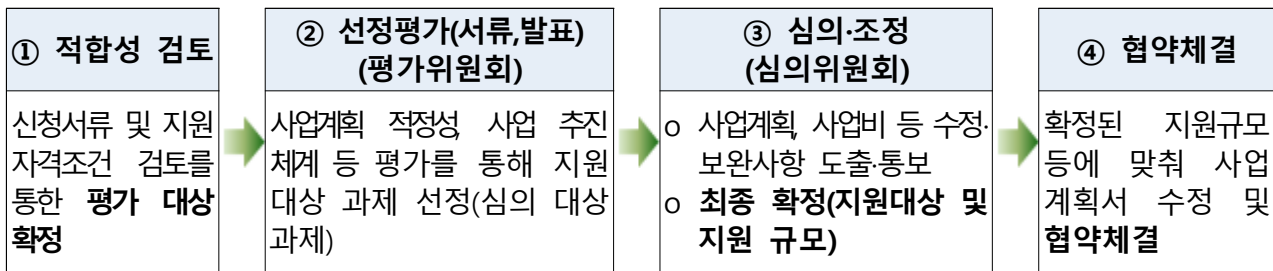 ① 적합성 검토
신청서류 및 지원
자격조건 검토를
통한 평가 대상
확정
② 선정평가(서류,발표)
(평가위원회)
사업계획 적정성, 사업 추진
체계 등 평가를 통해 지원
대상 과제 선정(심의 대상
과제)
③ 심의·조정
(심의위원회)
o 사업계획, 사업비 등 수정·
보완사항 도출·통보
o 최종 확정(지원대상 및
지원 규모)
④ 협약체결
확정된 지원규모
등에 맞춰 사업
계획서 수정 및
협약체결